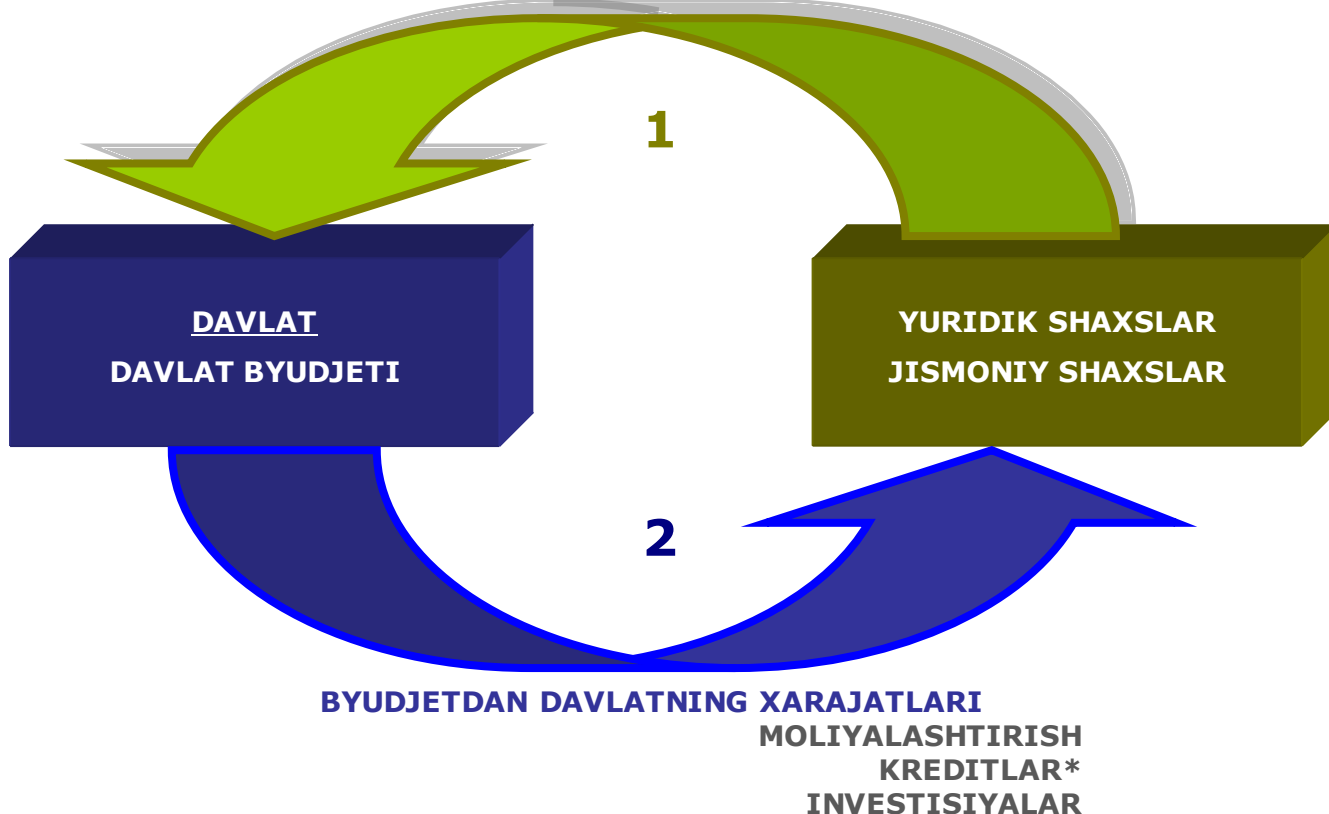 1
DAVLAT
DAVLAT BYUDJETI
YURIDIK SHAXSLAR
JISMONIY SHAXSLAR
2
BYUDJETDAN DAVLATNING XARAJATLARI
MOLIYALASHTIRISH
KREDITLAR*
INVESTISIYALAR